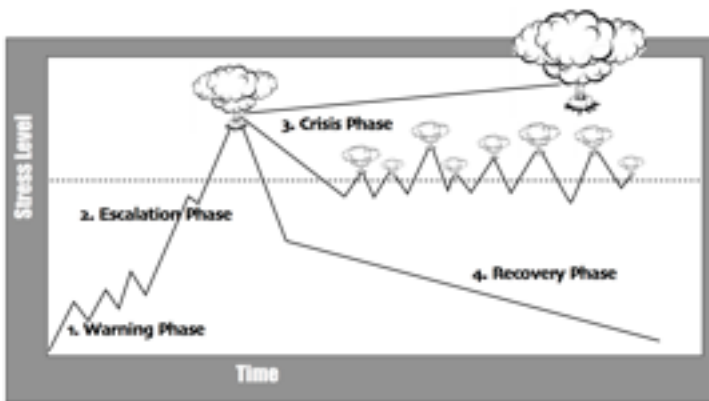 3. Crisis Phase
Stress Level
2. Escalation Phase
4. Recovery Phase
1. Warning Phase
Time